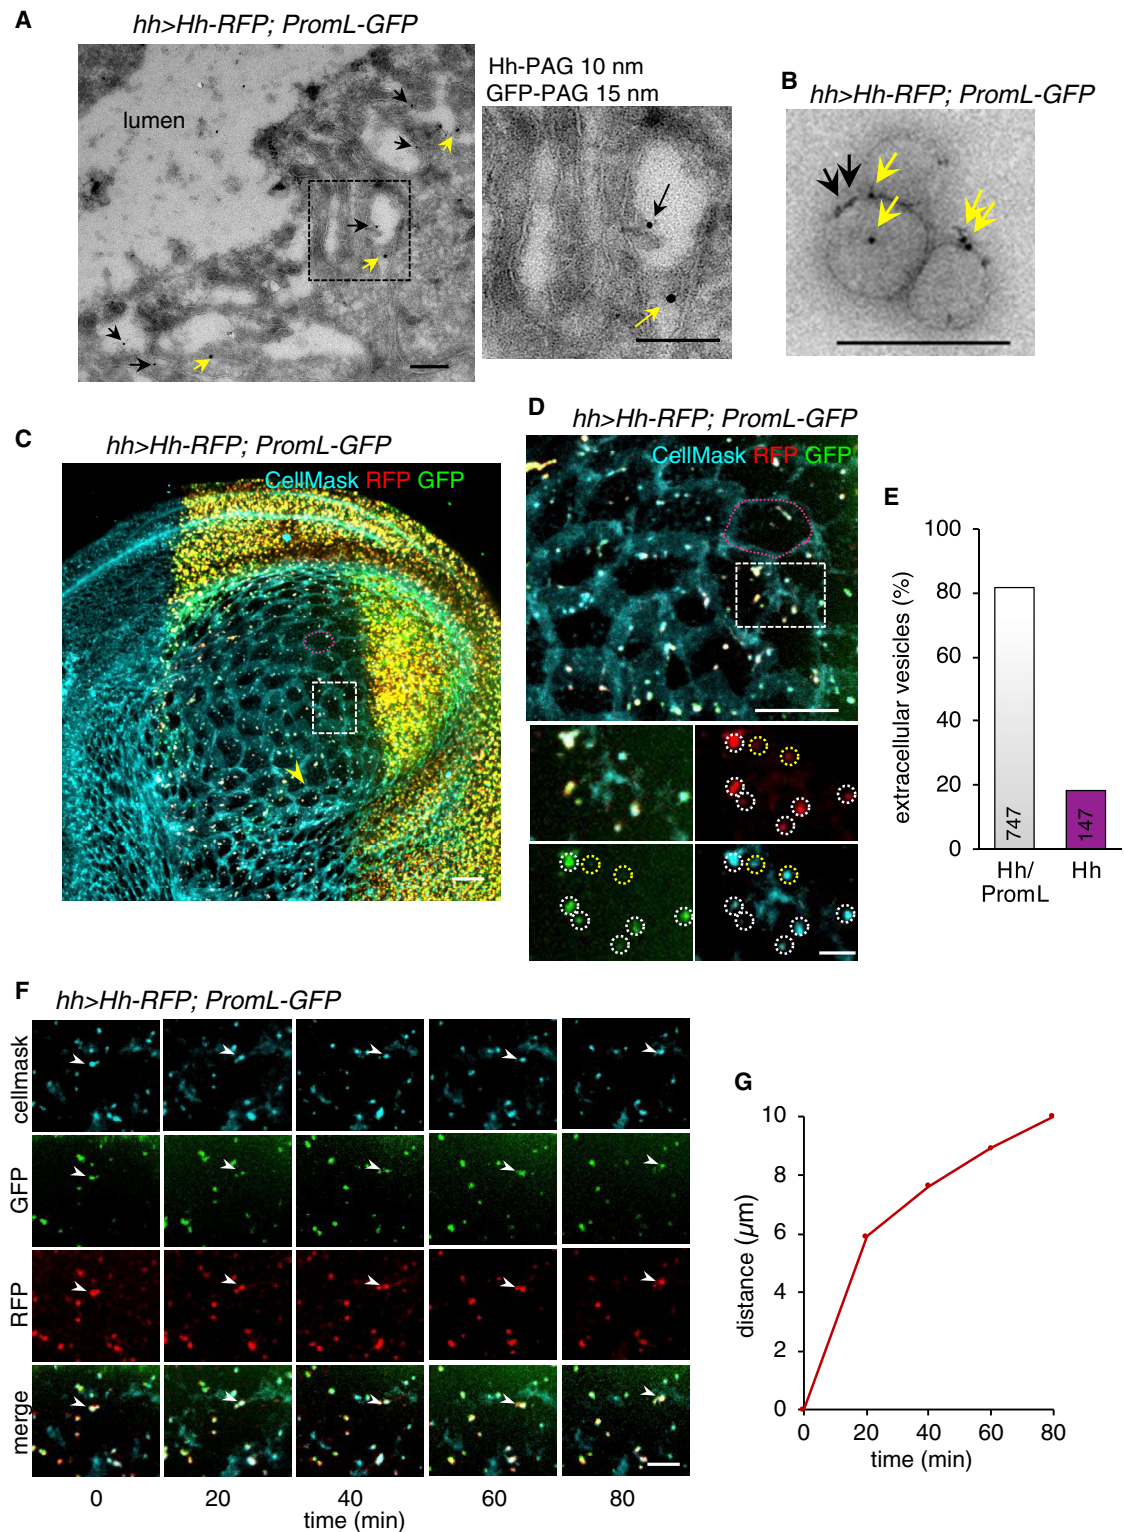 A
hh>Hh-RFP; PromL-GFP
lumen
Hh-PAG 10 nm
GFP-PAG 15 nm
B
hh>Hh-RFP; PromL-GFP
C
hh>Hh-RFP; PromL-GFP
CellMask RFP GFP
D
hh>Hh-RFP; PromL-GFP
CellMask RFP GFP
E
extracellular vesicles (%)
100
80
60
40
20
0
747
147
Hh/
PromL
Hh
F
hh>Hh-RFP; PromL-GFP
cellmask
GFP
RFP
merge
0
20
40
60
80
time (min)
G
distance (µm)
10
8
6
4
2
0
0
20
40
60
80
time (min)